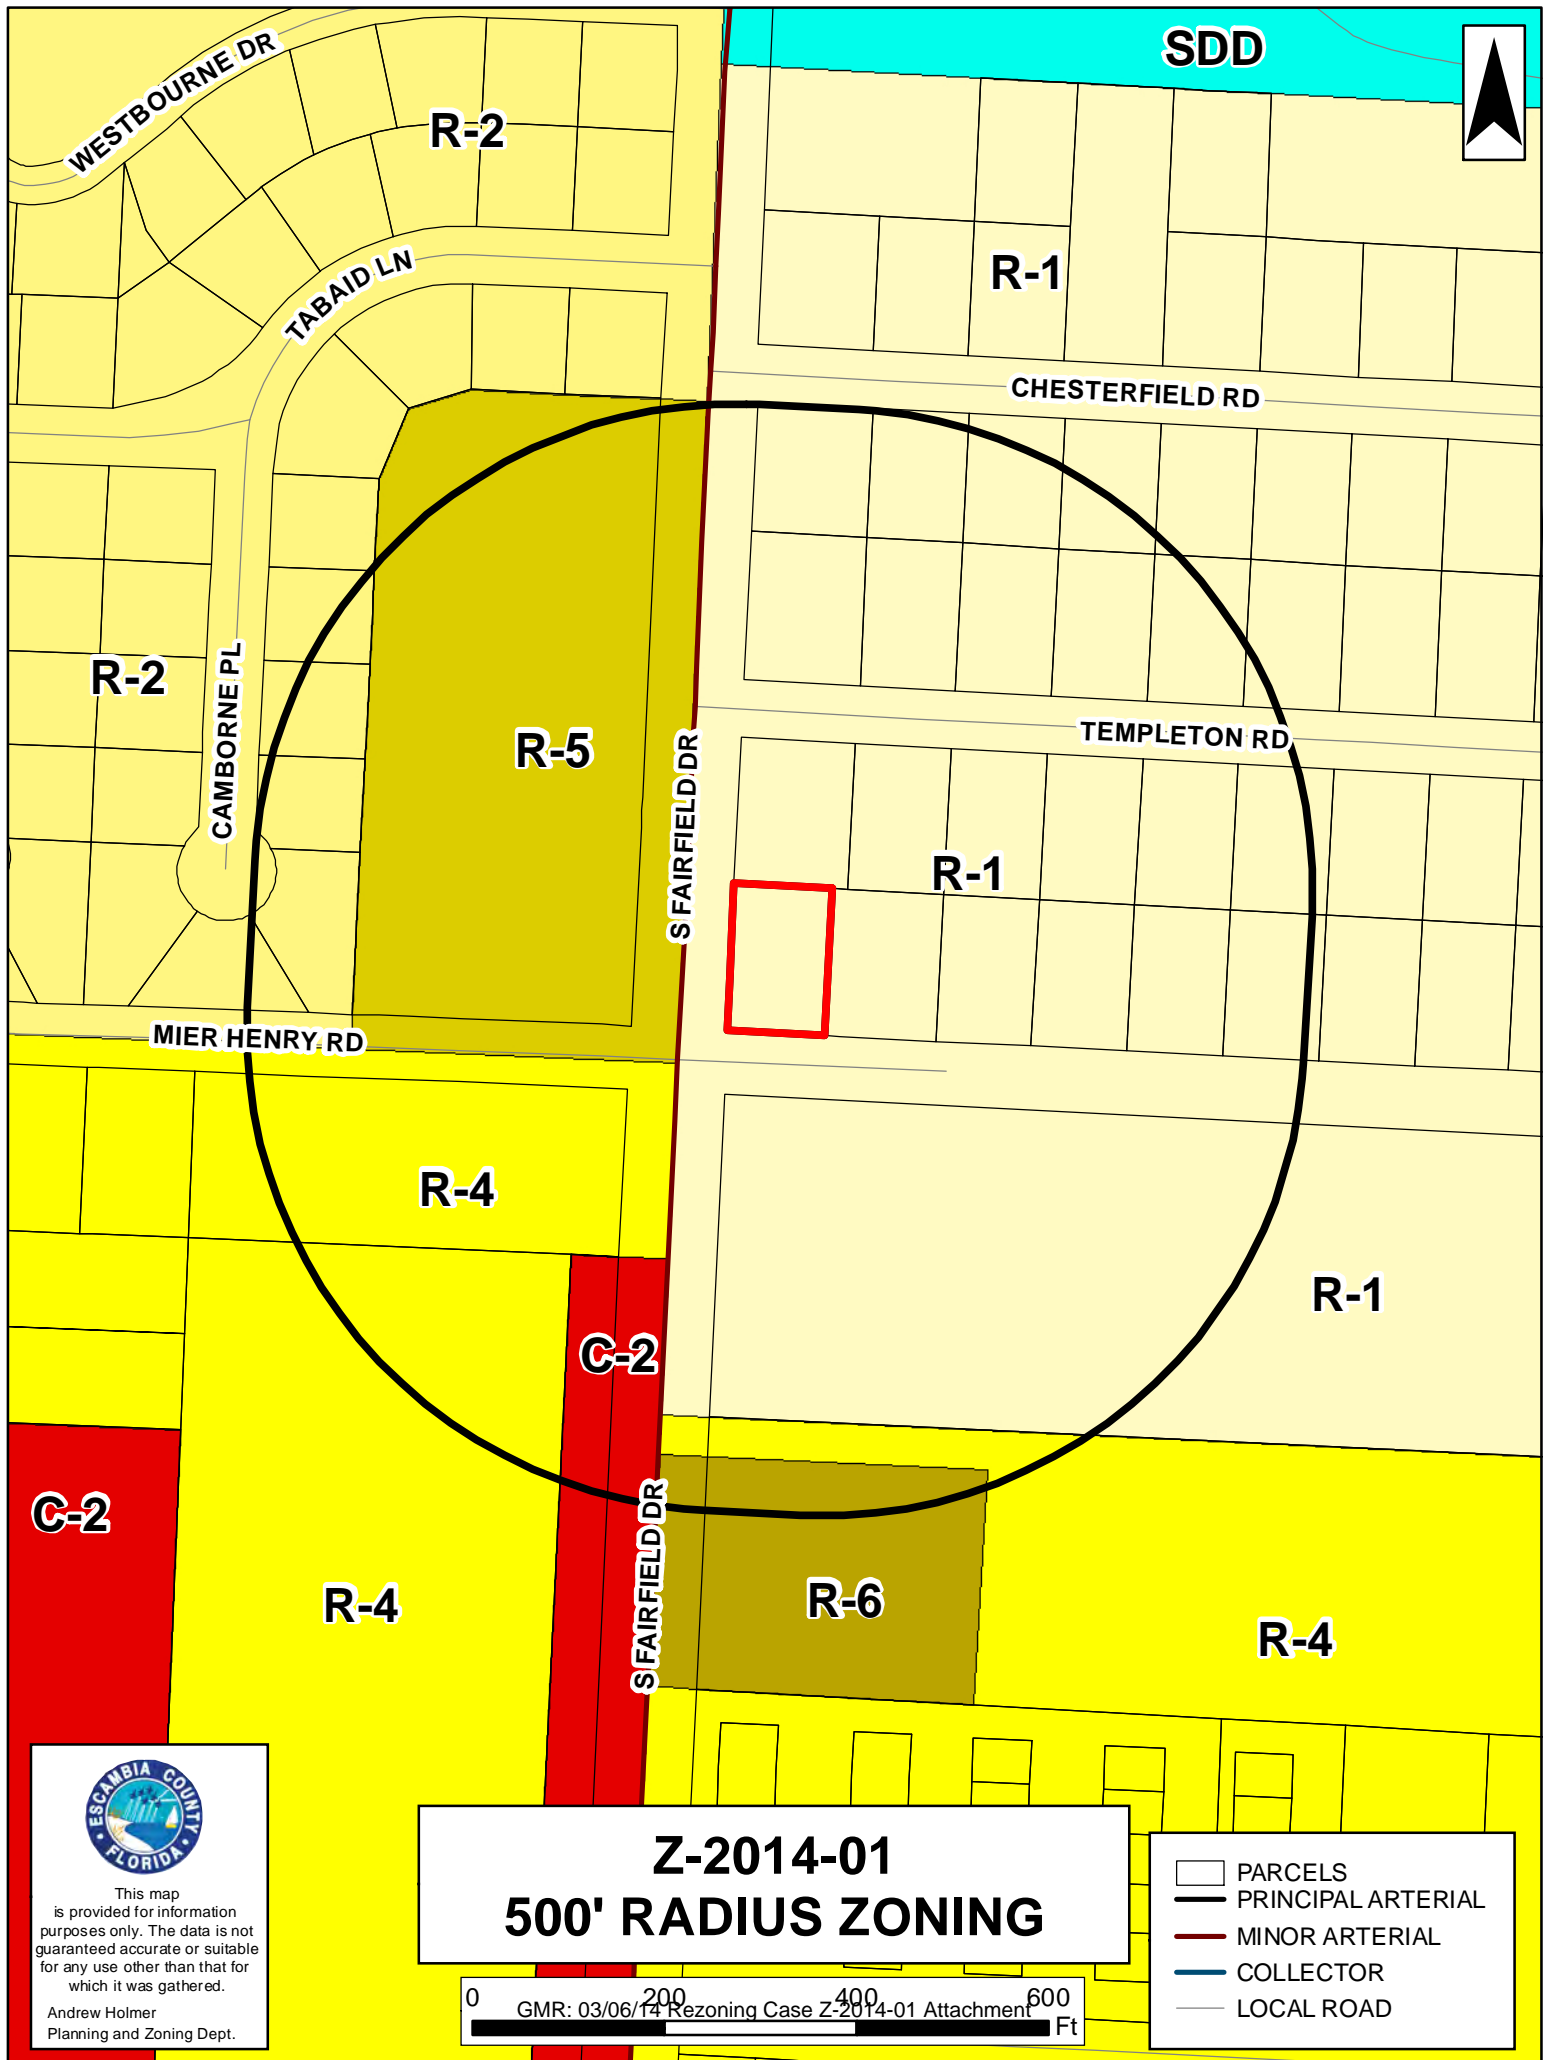 SDD
WESTBOURNE DR
R-2
TABAID LN
R-1
CHESTERFIELD RD
R-2
CAMBORNE PL
R-5
S FAIRFIELD DR
TEMPLETON RD
R-1
MIER HENRY RD
R-4
R-1
C-2
C-2
R-4
S FAIRFIELD DR
R-6
R-4
ESCAMBIA COUNTY
FLORIDA
This map
is provided for information
purposes only. The data is not
guaranteed accurate or suitable
for any use other than that for
which it was gathered.
Andrew Holmer
Planning and Zoning Dept.
Z-2014-01
500' RADIUS ZONING
0 200 400 600
GMR: 03/06/14 Rezoning Case Z-2014-01 Attachment
Ft
PARCELS
PRINCIPAL ARTERIAL
MINOR ARTERIAL
COLLECTOR
LOCAL ROAD